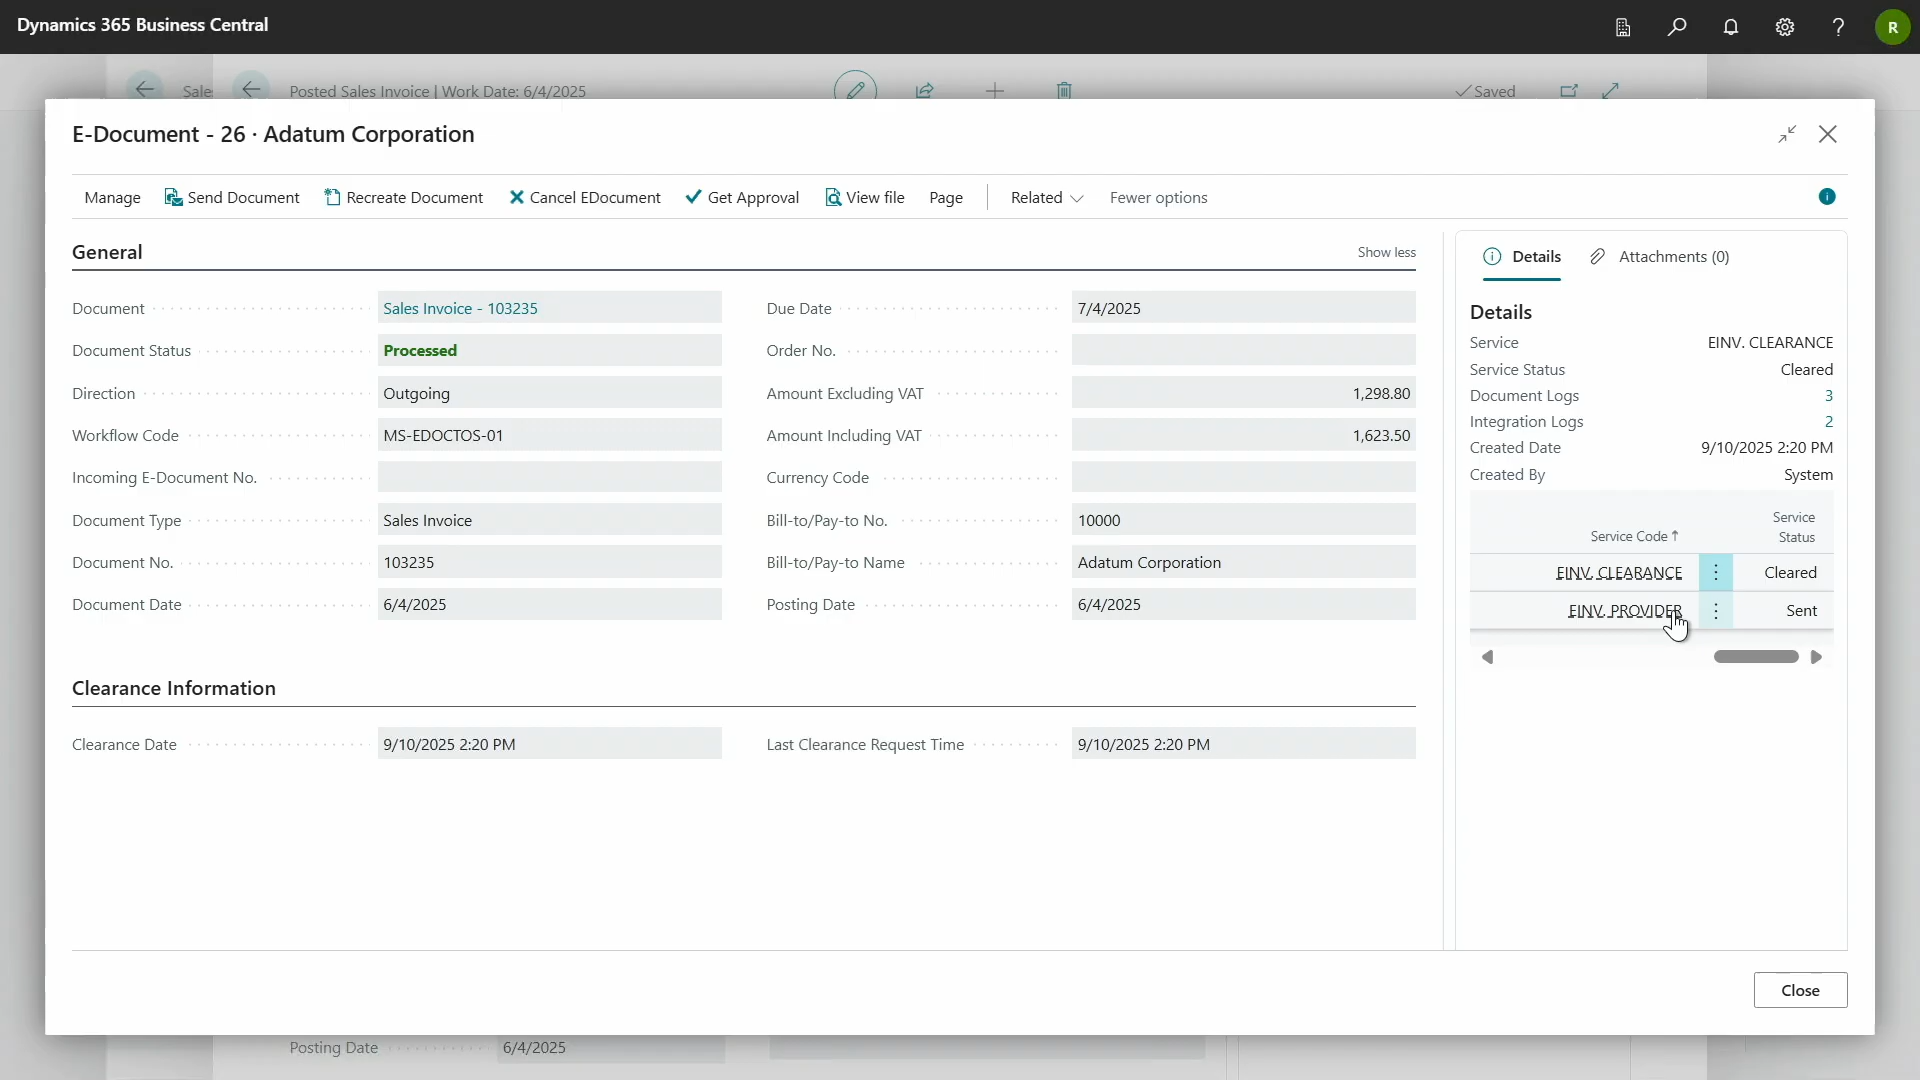 Dynamics 365 Business Central
R
Sale
Posted Sales Invoice | Work Date: 6/4/2025
Saved
E-Document - 26 · Adatum Corporation
Manage Send Document Recreate Document Cancel EDocument Get Approval View file Page Related Fewer options
General
Show less
Document Sales Invoice - 103235
Document Status Processed
Direction Outgoing
Workflow Code MS-EDOCTOS-01
Incoming E-Document No.
Document Type Sales Invoice
Document No. 103235
Document Date 6/4/2025
Due Date 7/4/2025
Order No.
Amount Excluding VAT 1,298.80
Amount Including VAT 1,623.50
Currency Code
Bill-to/Pay-to No. 10000
Bill-to/Pay-to Name Adatum Corporation
Posting Date 6/4/2025
Clearance Information
Clearance Date 9/10/2025 2:20 PM
Last Clearance Request Time 9/10/2025 2:20 PM
Details Attachments (0)
Details
Service EINV. CLEARANCE
Service Status Cleared
Document Logs 3
Integration Logs 2
Created Date 9/10/2025 2:20 PM
Created By System
Service Code ↑
Service
Status
EINV. CLEARANCE Cleared
EINV. PROVIDER Sent
Close
Posting Date 6/4/2025